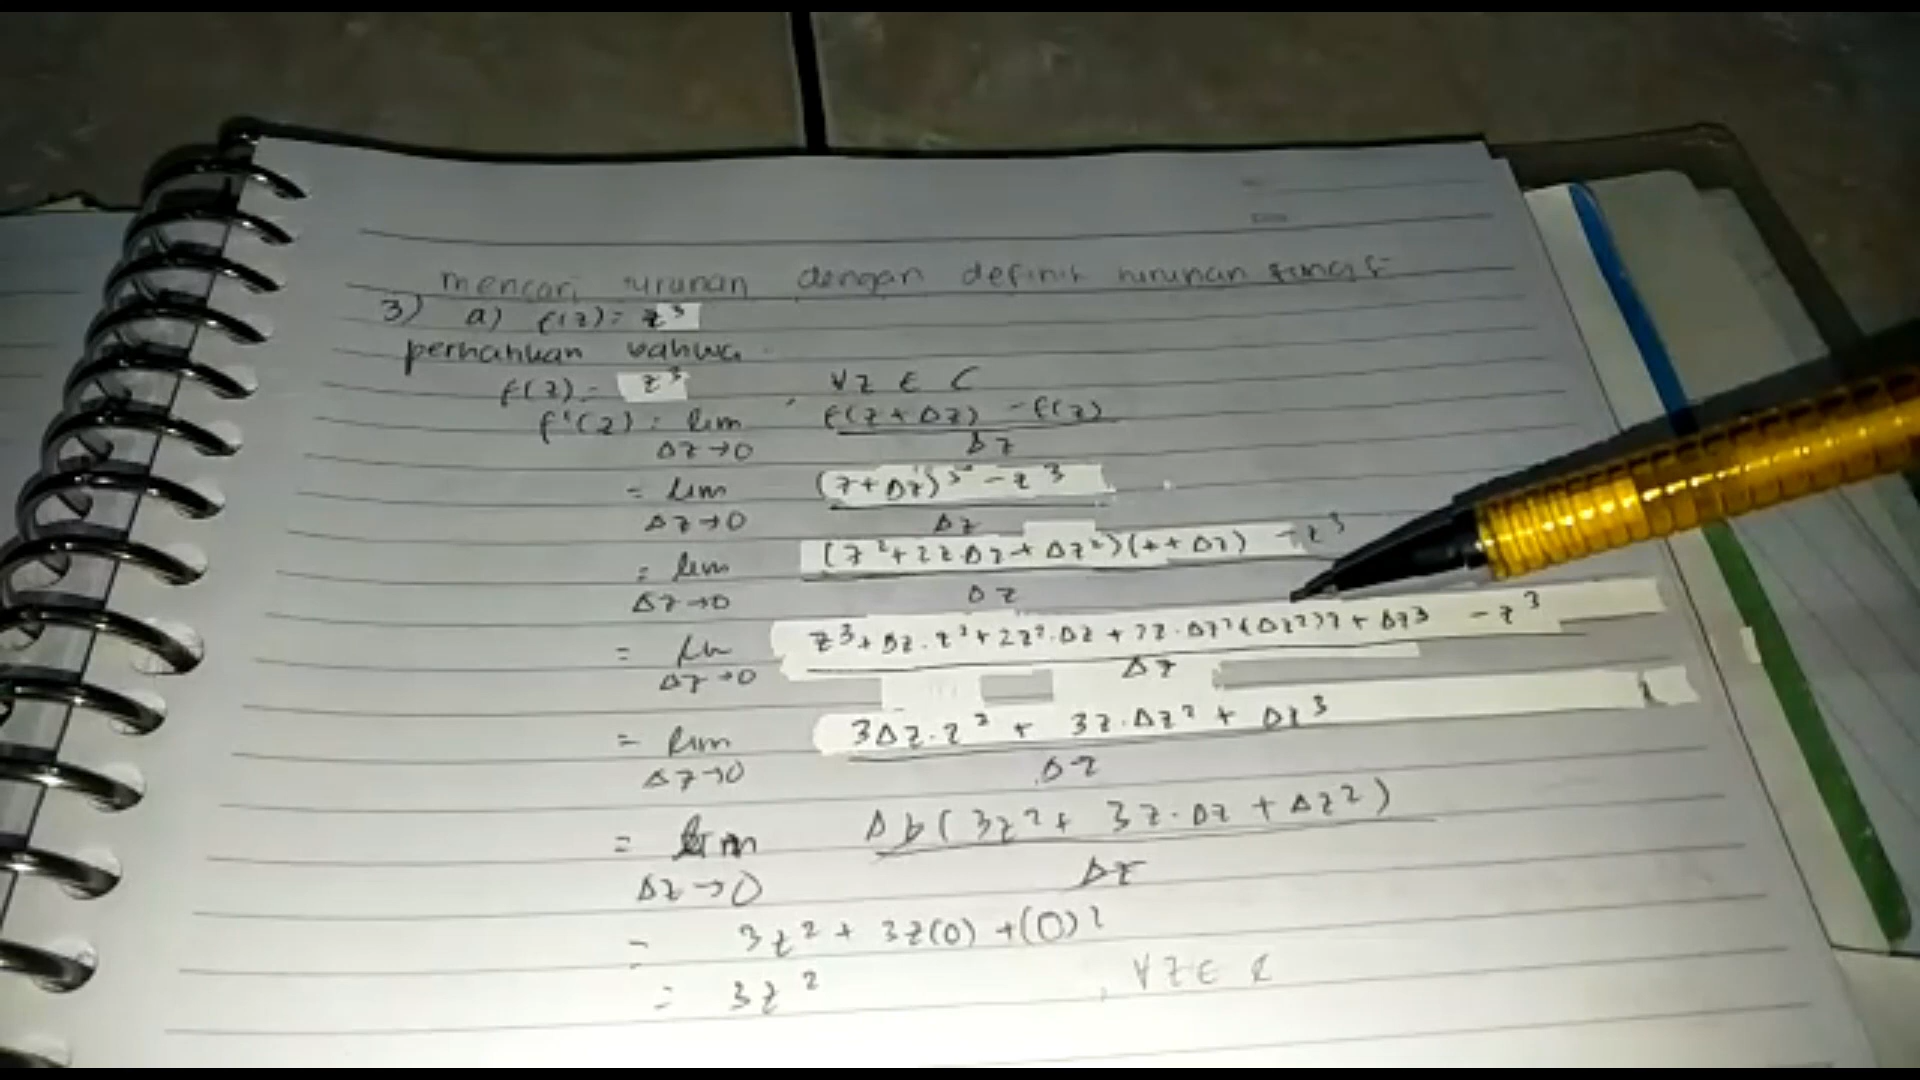 mencari turunan dengan definisi turunan fungsi
3) a) f(z) = z³
perhatikan bahwa
f(z) = z³ , ∀z ∈ C
f'(z) = lim f(z+Δz) - f(z)
Δz→0 Δz
= lim (z+Δz)³ - z³
Δz→0 Δz
= lim (z²+2z.Δz+Δz²)(z+Δz) - z³
Δz→0 Δz
= lim z³+Δz.z²+2z².Δz+2z.Δz²+(Δz²)z+Δz³ - z³
Δz→0 Δz
= lim 3Δz.z² + 3z.Δz² + Δz³
Δz→0 Δz
= lim Δz(3z²+ 3z.Δz+Δz²)
Δz→0 Δz
= 3z²+ 3z(0) +(0)²
= 3z² , ∀z∈ C